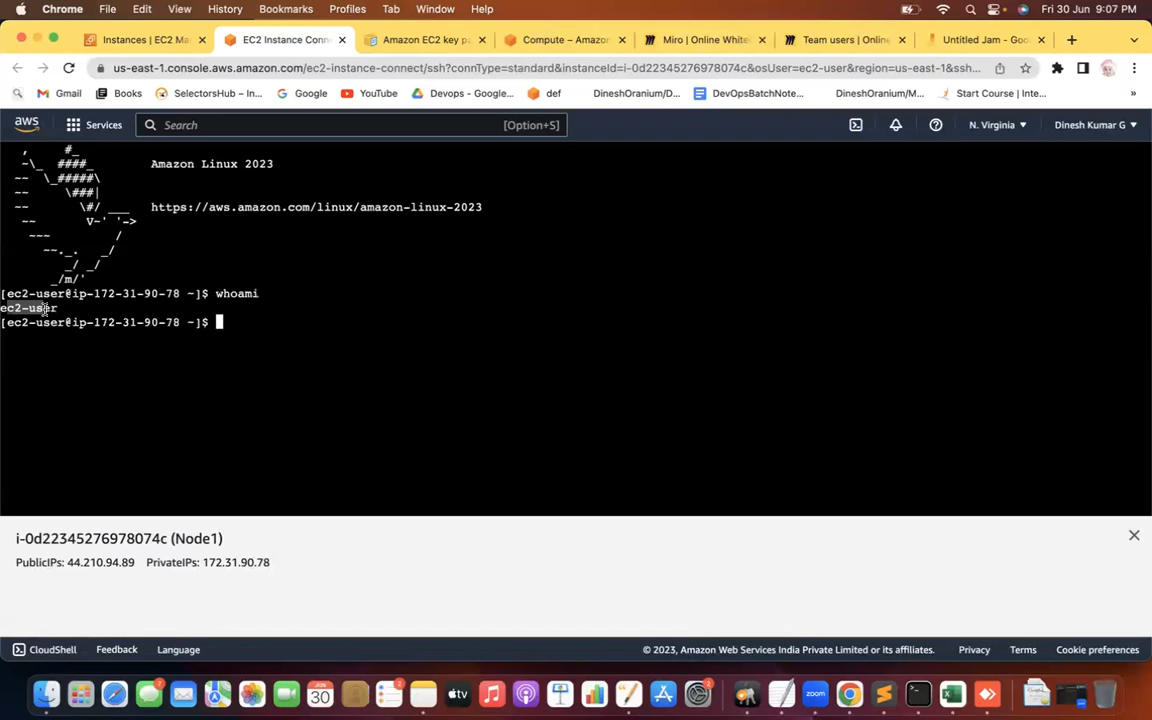 Chrome File Edit View History Bookmarks Profiles Tab Window Help Fri 30 Jun 9:07 PM
Instances | EC2 Ma EC2 Instance Conn Amazon EC2 key p Compute – Amazo Miro | Online White Team users | Online Untitled Jam - Goo
us-east-1.console.aws.amazon.com/ec2-instance-connect/ssh?connType=standard&instanceId=i-0d22345276978074c&osUser=ec2-user&region=us-east-1&ssh...
Gmail Books SelectorsHub - In... Google YouTube Devops - Google... def DineshOranium/D... DevOpsBatchNote... DineshOranium/M... Start Course | Inte... »
aws Services Search [Option+S] N. Virginia Dinesh Kumar G
, #_
~\_ ####_ Amazon Linux 2023
~~ \_#####\
~~ \###|
~~ \#/ ___ https://aws.amazon.com/linux/amazon-linux-2023
~~ V~' '->
~~~ /
~~._. _/
_/ _/
_/m/'
[ec2-user@ip-172-31-90-78 ~]$ whoami
ec2-user
[ec2-user@ip-172-31-90-78 ~]$
i-0d22345276978074c (Node1)
PublicIPs: 44.210.94.89 PrivateIPs: 172.31.90.78
CloudShell Feedback Language © 2023, Amazon Web Services India Private Limited or its affiliates. Privacy Terms Cookie preferences
30 tv zoom